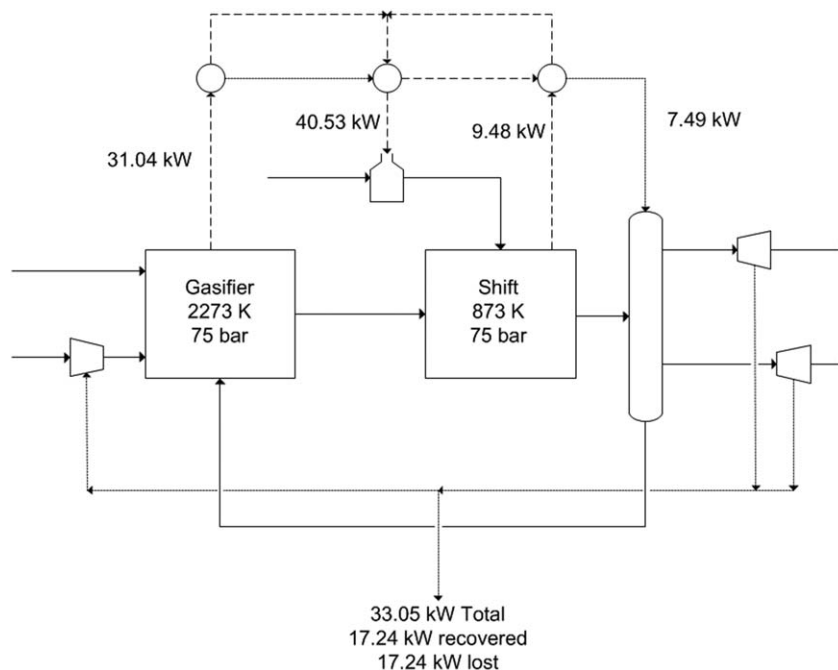 40.53 kW
7.49 kW
31.04 kW
9.48 kW
Gasifier
2273 K
75 bar
Shift
873 K
75 bar
33.05 kW Total
17.24 kW recovered
17.24 kW lost